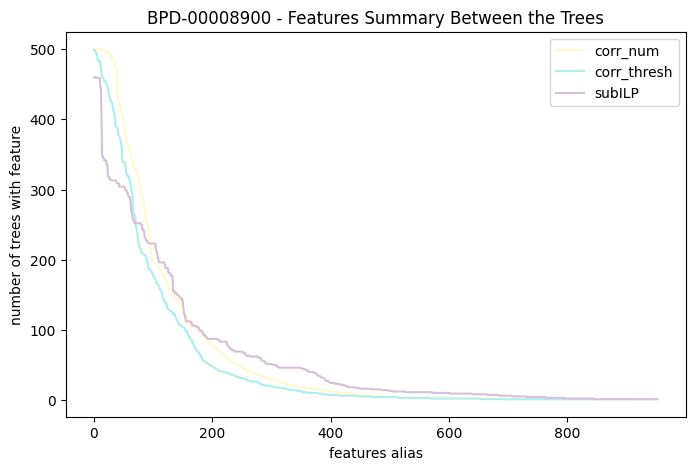 BPD-00008900 - Features Summary Between the Trees
corr_num
corr_thresh
subILP
number of trees with feature
500
400
300
200
100
0
0 200 400 600 800
features alias